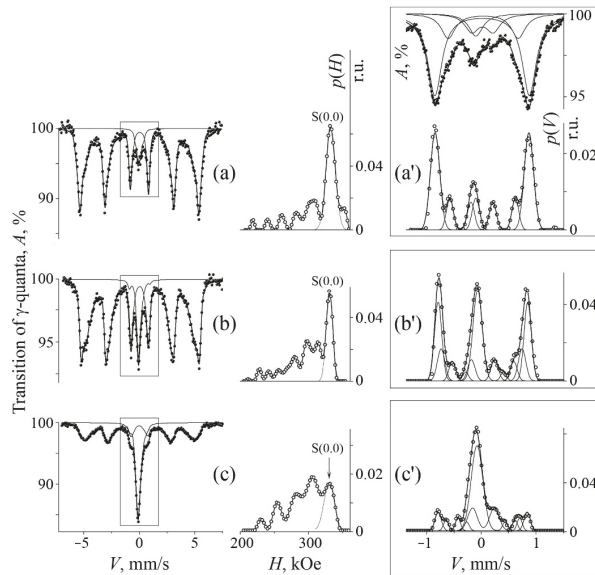 100
90
Transition of γ-quanta, A, %
(a)
p(H)
r.u.
S(0.0)
0.04
0
100
95
A, %
p(V)
r.u.
(a')
0.02
0
100
95
(b)
S(0.0)
0.04
0
(b')
0.04
0
100
90
(c)
S(0.0)
0.02
0
(c')
0.04
0
−5 0 5
V, mm/s
200 300
H, kOe
−1 0 1
V, mm/s